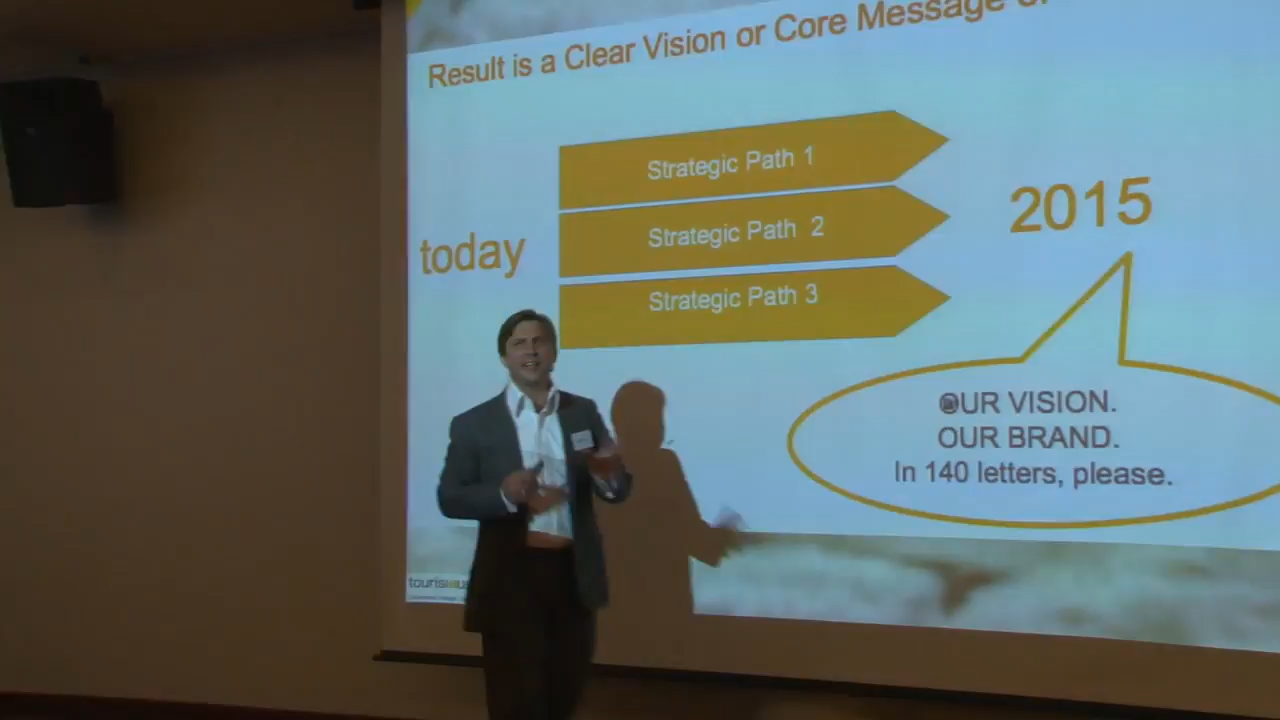 Result is a Clear Vision or Core Message
Strategic Path 1
Strategic Path 2
Strategic Path 3
today
2015
OUR VISION.
OUR BRAND.
In 140 letters, please.